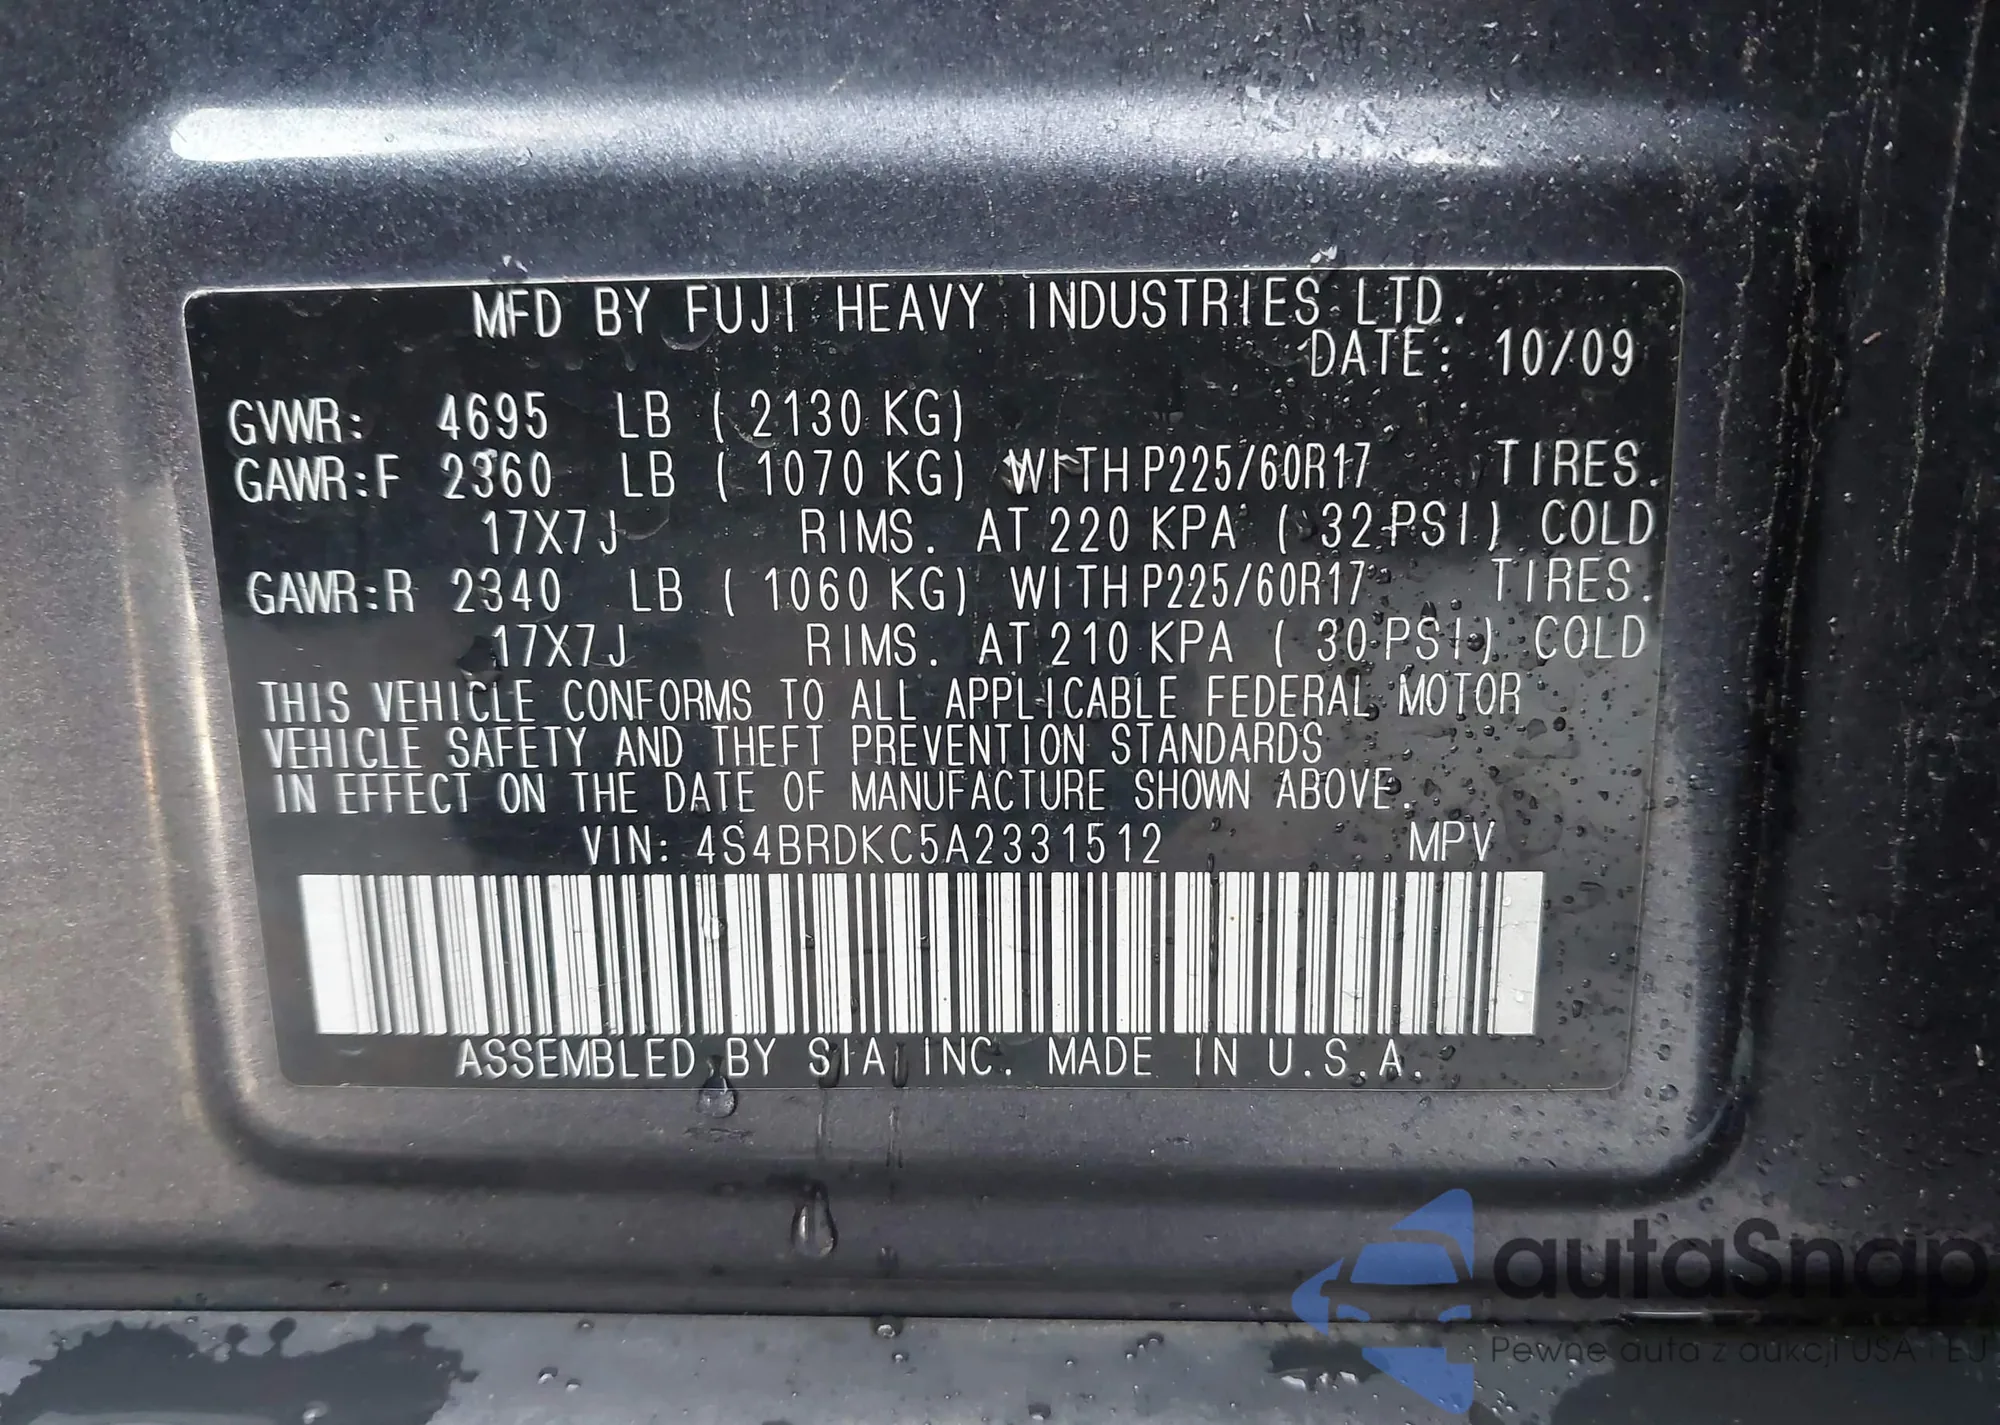 MFD BY FUJI HEAVY INDUSTRIES LTD.
DATE: 10/09
GVWR: 4695 LB ( 2130 KG)
GAWR:F 2360 LB ( 1070 KG) WITH P225/60R17 TIRES.
17X7J RIMS. AT 220 KPA ( 32 PSI) COLD
GAWR:R 2340 LB ( 1060 KG) WITH P225/60R17 TIRES.
17X7J RIMS. AT 210 KPA ( 30 PSI) COLD
THIS VEHICLE CONFORMS TO ALL APPLICABLE FEDERAL MOTOR
VEHICLE SAFETY AND THEFT PREVENTION STANDARDS
IN EFFECT ON THE DATE OF MANUFACTURE SHOWN ABOVE.
VIN: 4S4BRDKC5A2331512 MPV
ASSEMBLED BY SIA INC. MADE IN U.S.A.
autaSnap
Pewne auta z aukcji USA i EU